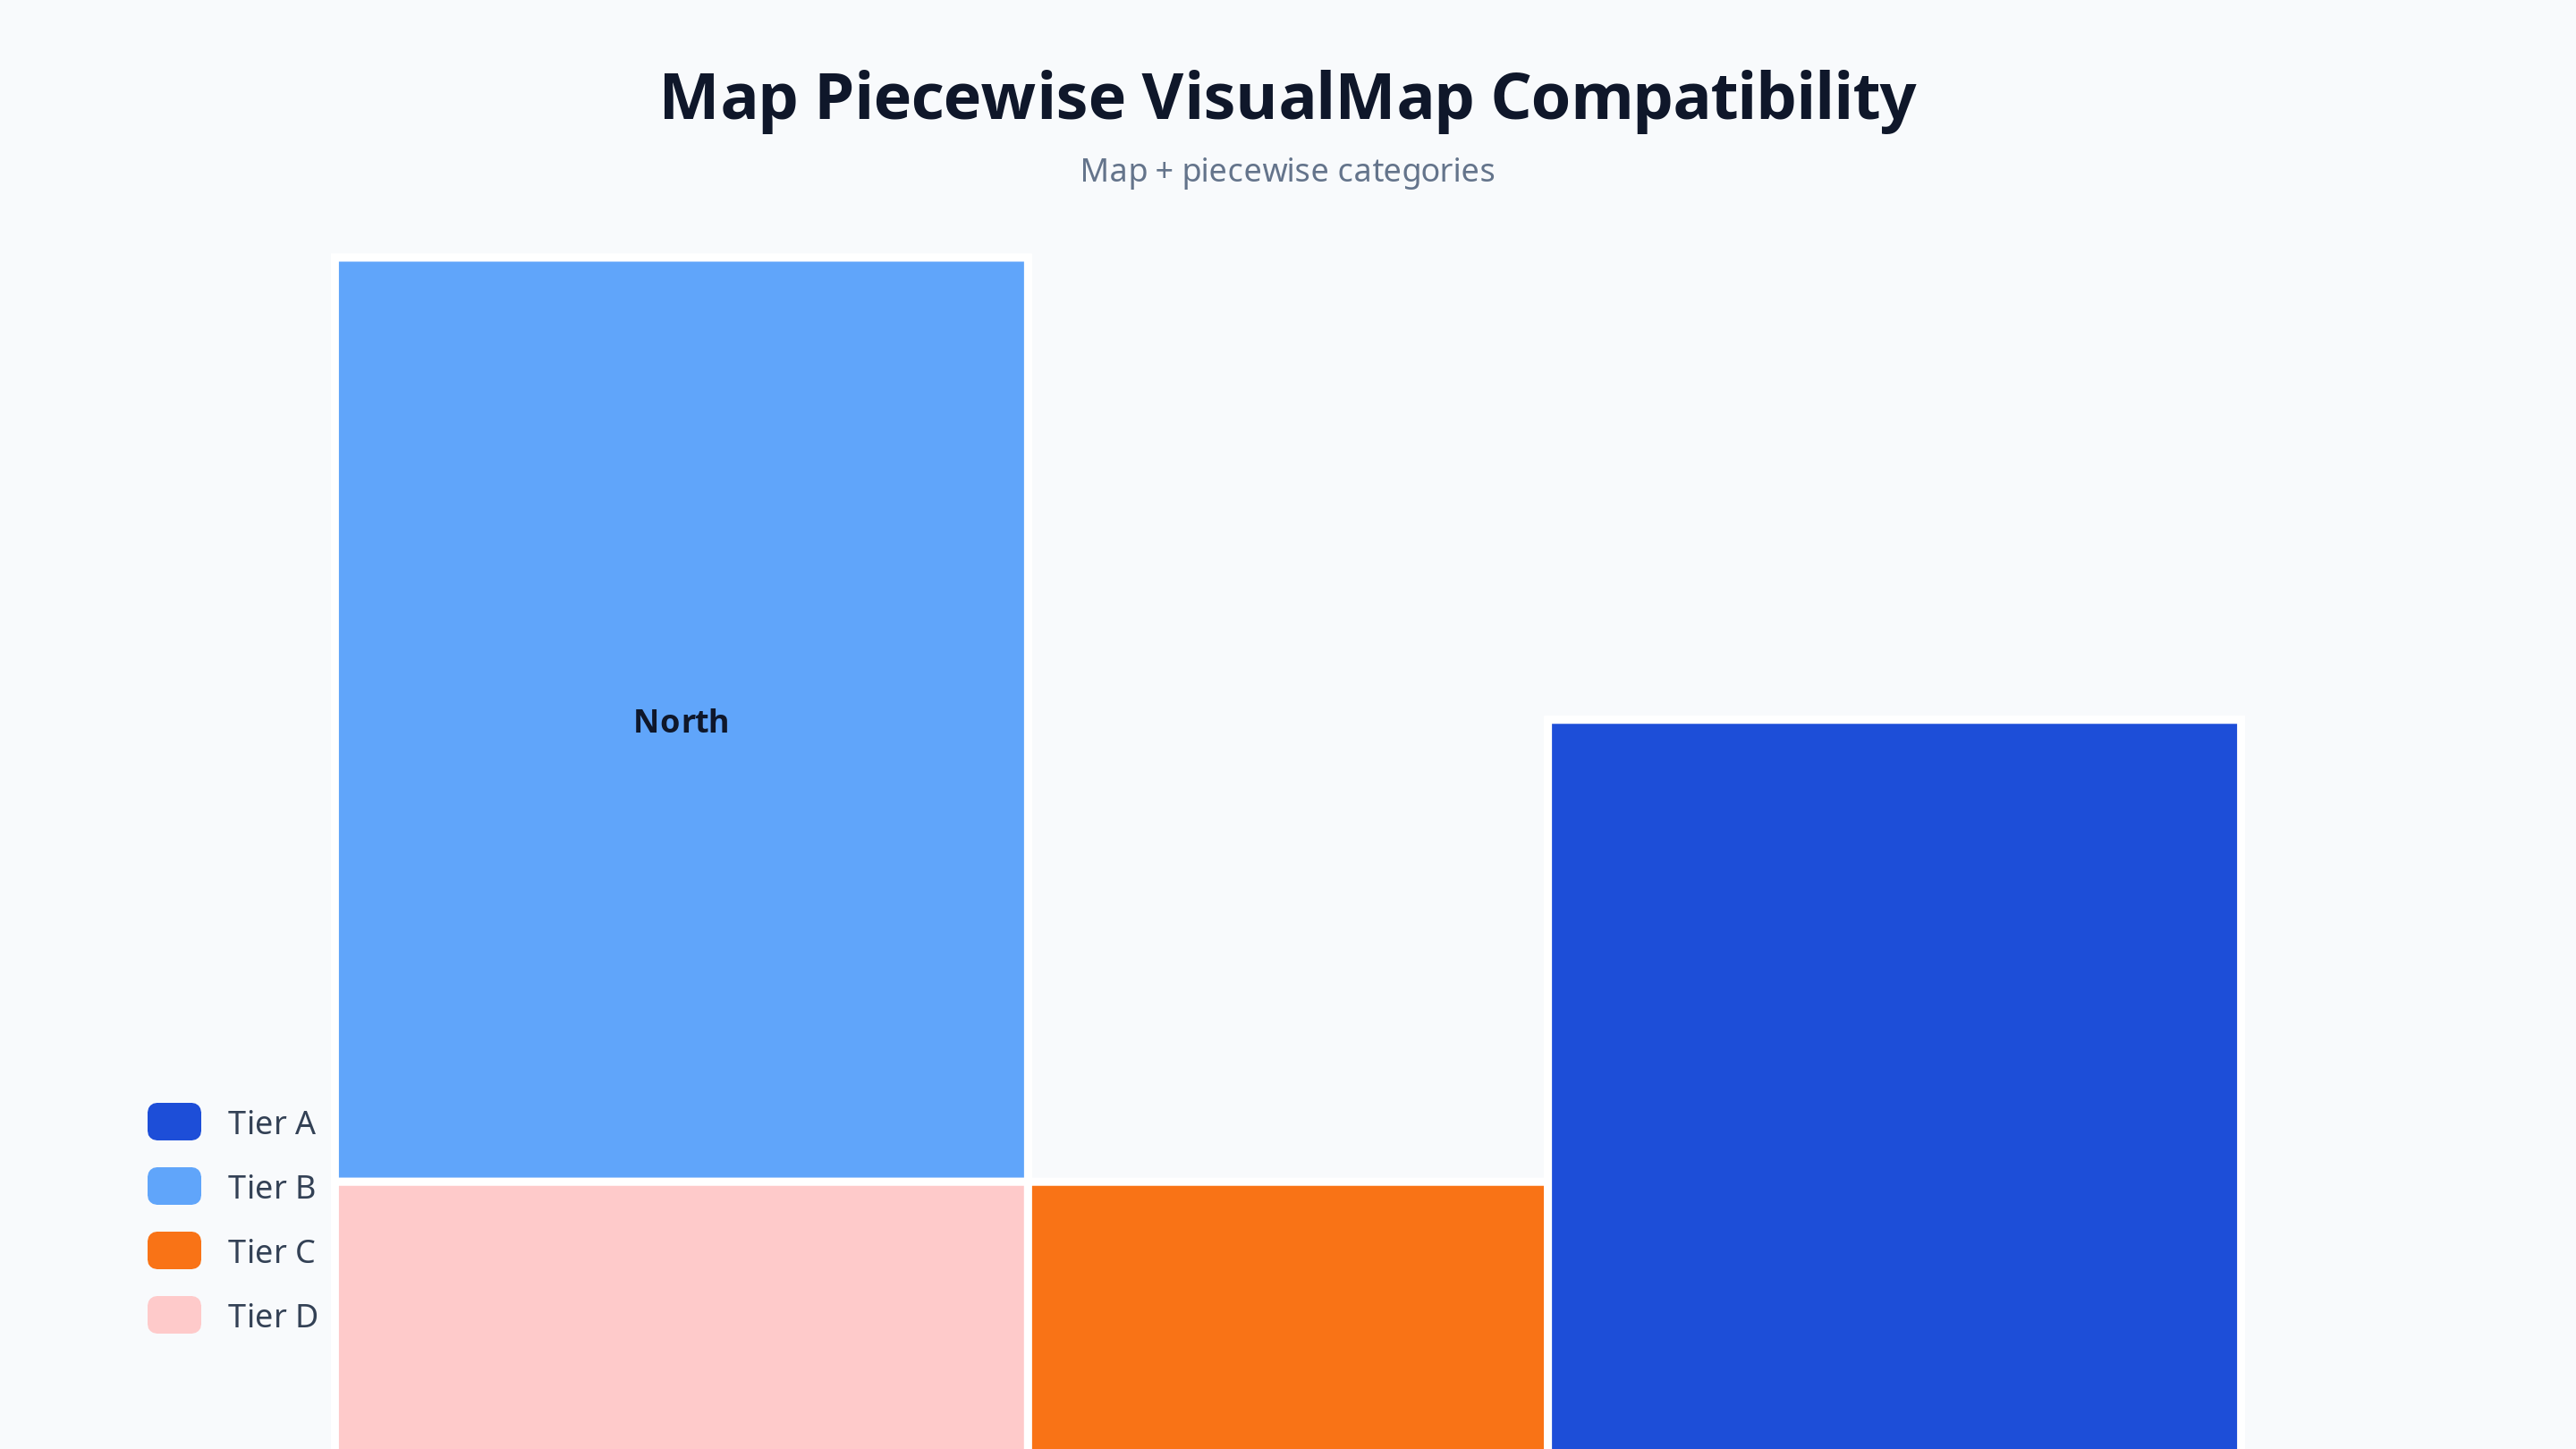 Map Piecewise VisualMap Compatibility
Map + piecewise categories
North
Tier A
Tier B
Tier C
Tier D